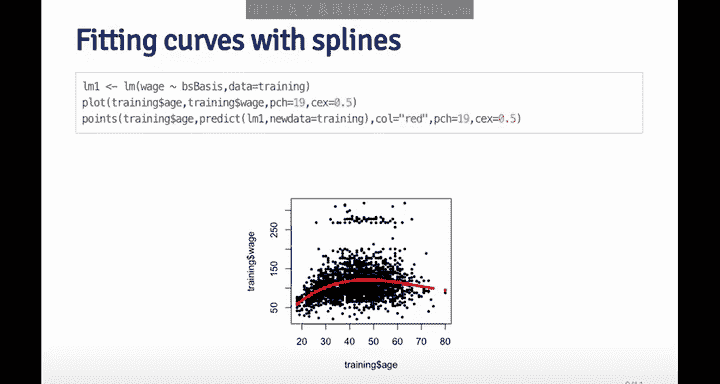 Fitting curves with splines
lm1 <- lm(wage ~ bsBasis,data=training)
plot(training$age,training$wage,pch=19,cex=0.5)
points(training$age,predict(lm1,newdata=training),col="red",pch=19,cex=0.5)
training$wage
50
150
250
20 30 40 50 60 70 80
training$age